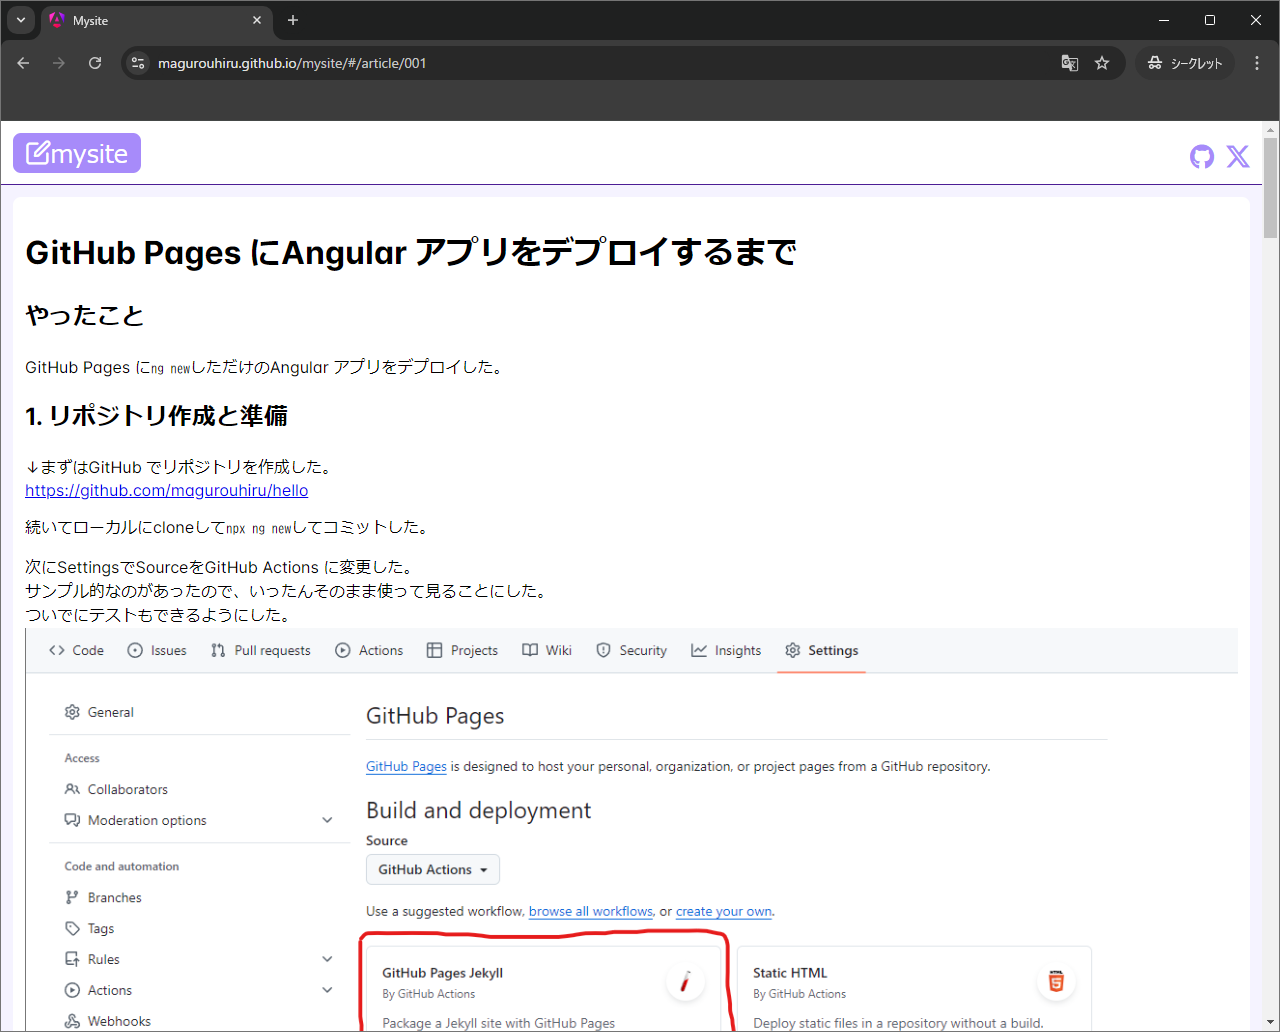 Mysite
magurouhiru.github.io/mysite/#/article/001
シークレット
mysite
GitHub Pages にAngular アプリをデプロイするまで
やったこと
GitHub Pages にng newしただけのAngular アプリをデプロイした。
1. リポジトリ作成と準備
↓まずはGitHub でリポジトリを作成した。
https://github.com/magurouhiru/hello
続いてローカルにcloneしてnpx ng newしてコミットした。
次にSettingsでSourceをGitHub Actions に変更した。
サンプル的なのがあったので、いったんそのまま使って見ることにした。
ついでにテストもできるようにした。
Code Issues Pull requests Actions Projects Wiki Security Insights Settings
General
Access
Collaborators
Moderation options
Code and automation
Branches
Tags
Rules
Actions
Webhooks
GitHub Pages
GitHub Pages is designed to host your personal, organization, or project pages from a GitHub repository.
Build and deployment
Source
GitHub Actions
Use a suggested workflow, browse all workflows, or create your own.
GitHub Pages Jekyll
By GitHub Actions
Package a Jekyll site with GitHub Pages
Static HTML
By GitHub Actions
Deploy static files in a repository without a build.